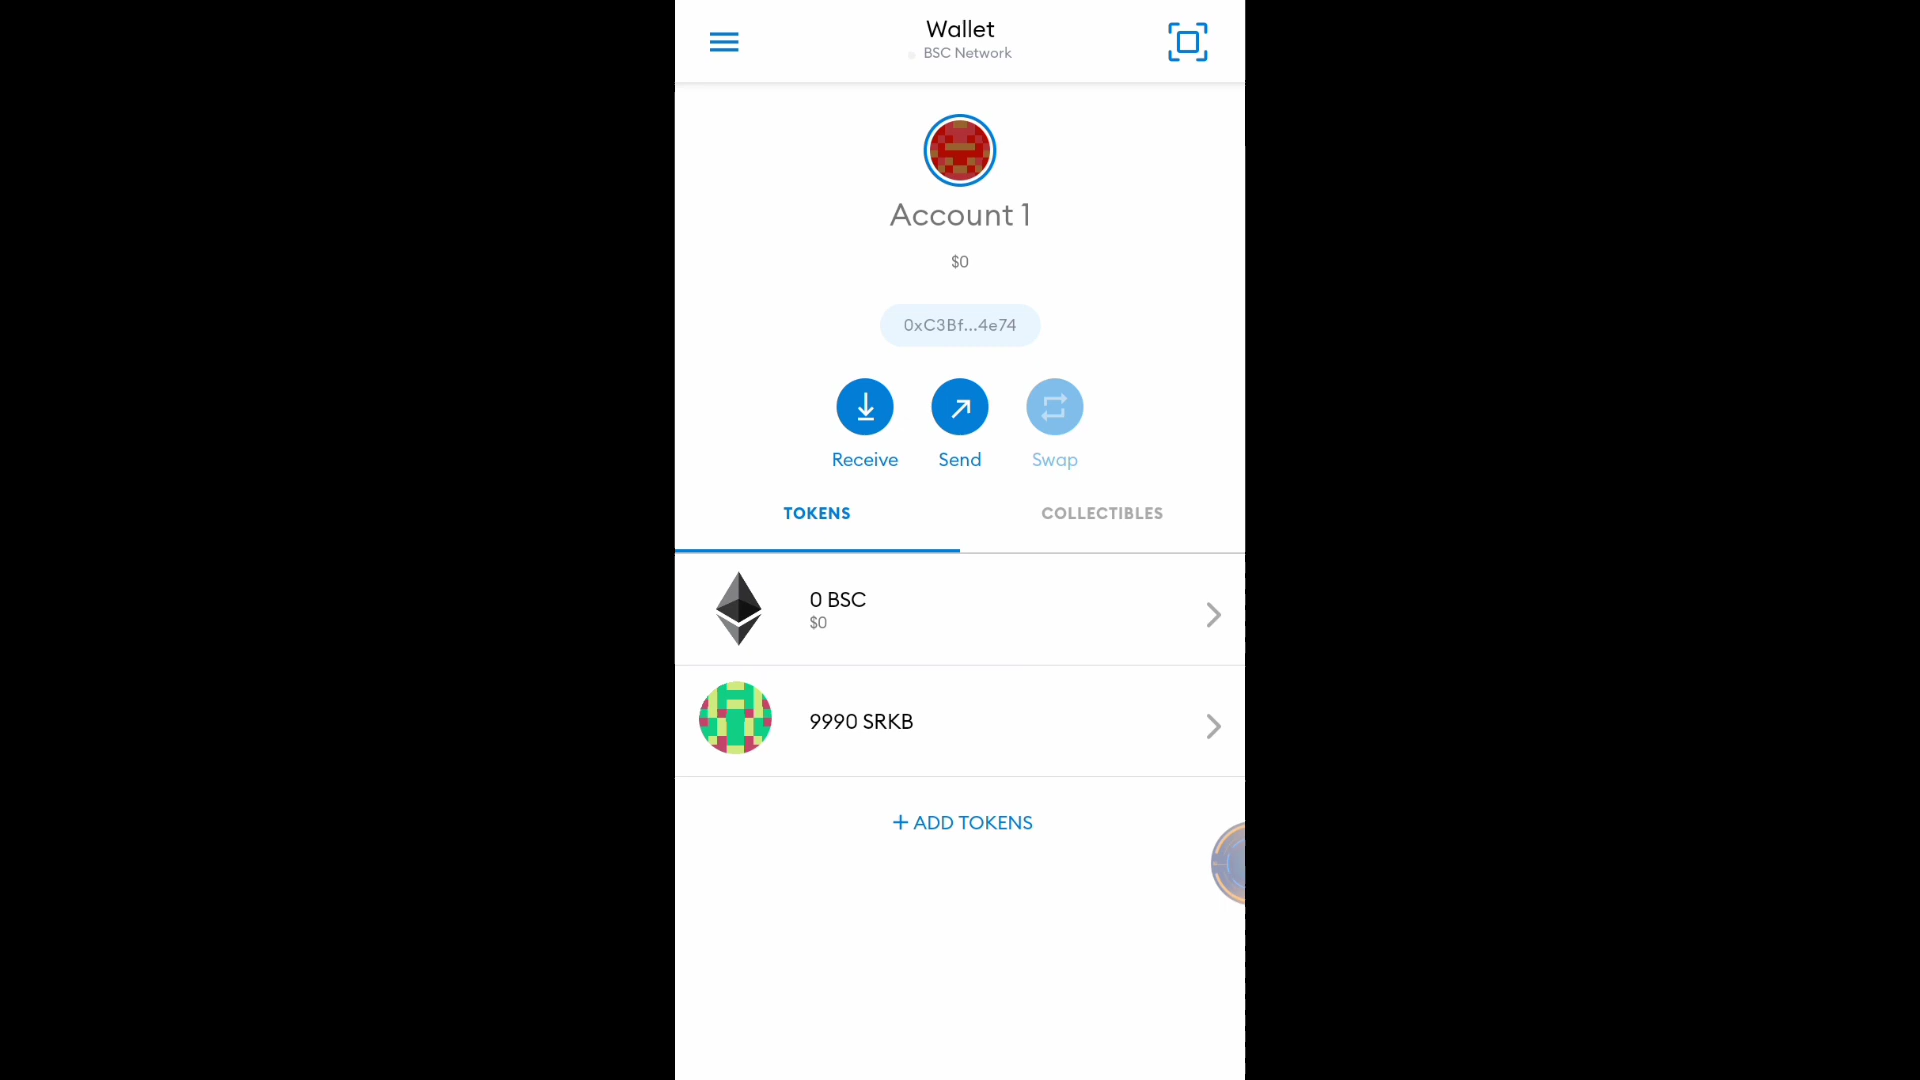 Wallet
BSC Network
Account 1
$0
0xC3Bf...4e74
Receive
Send
Swap
TOKENS
COLLECTIBLES
0 BSC
$0
9990 SRKB
+ ADD TOKENS